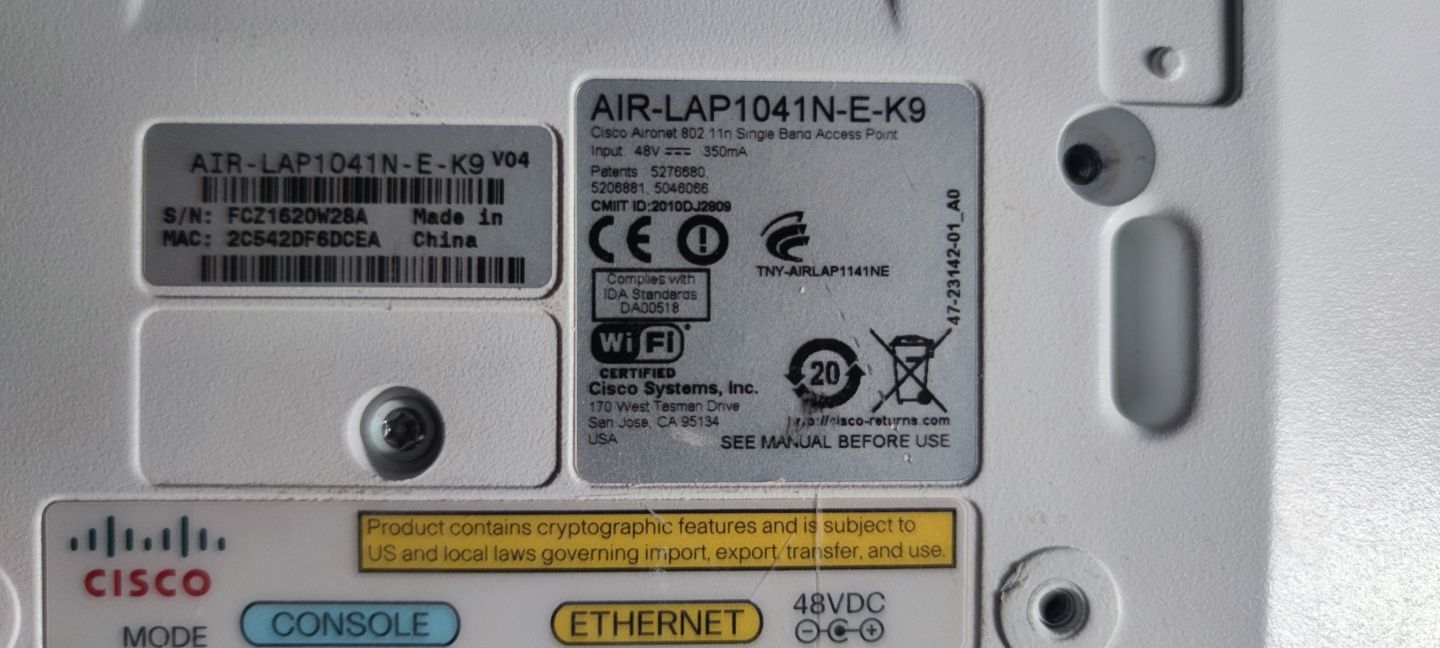 AIR-LAP1041N-E-K9 V04
S/N: FCZ1620W28A Made in
MAC: 2C542DF6DCEA China
AIR-LAP1041N-E-K9
Cisco Aironet 802 11n Single Band Access Point
Input 48V 350mA
Patents : 5276680,
5206881, 5046066
CMIIT ID:2010DJ2809
CE
TNY-AIRLAP1141NE
Complies with
IDA Standards
DA00518
47-23142-01_A0
Wi Fi
CERTIFIED
20
Cisco Systems, Inc.
170 West Tasman Drive
San Jose, CA 95134
USA
http://cisco-returns.com
SEE MANUAL BEFORE USE
Product contains cryptographic features and is subject to
US and local laws governing import, export, transfer, and use.
CISCO
MODE
CONSOLE
ETHERNET
48VDC